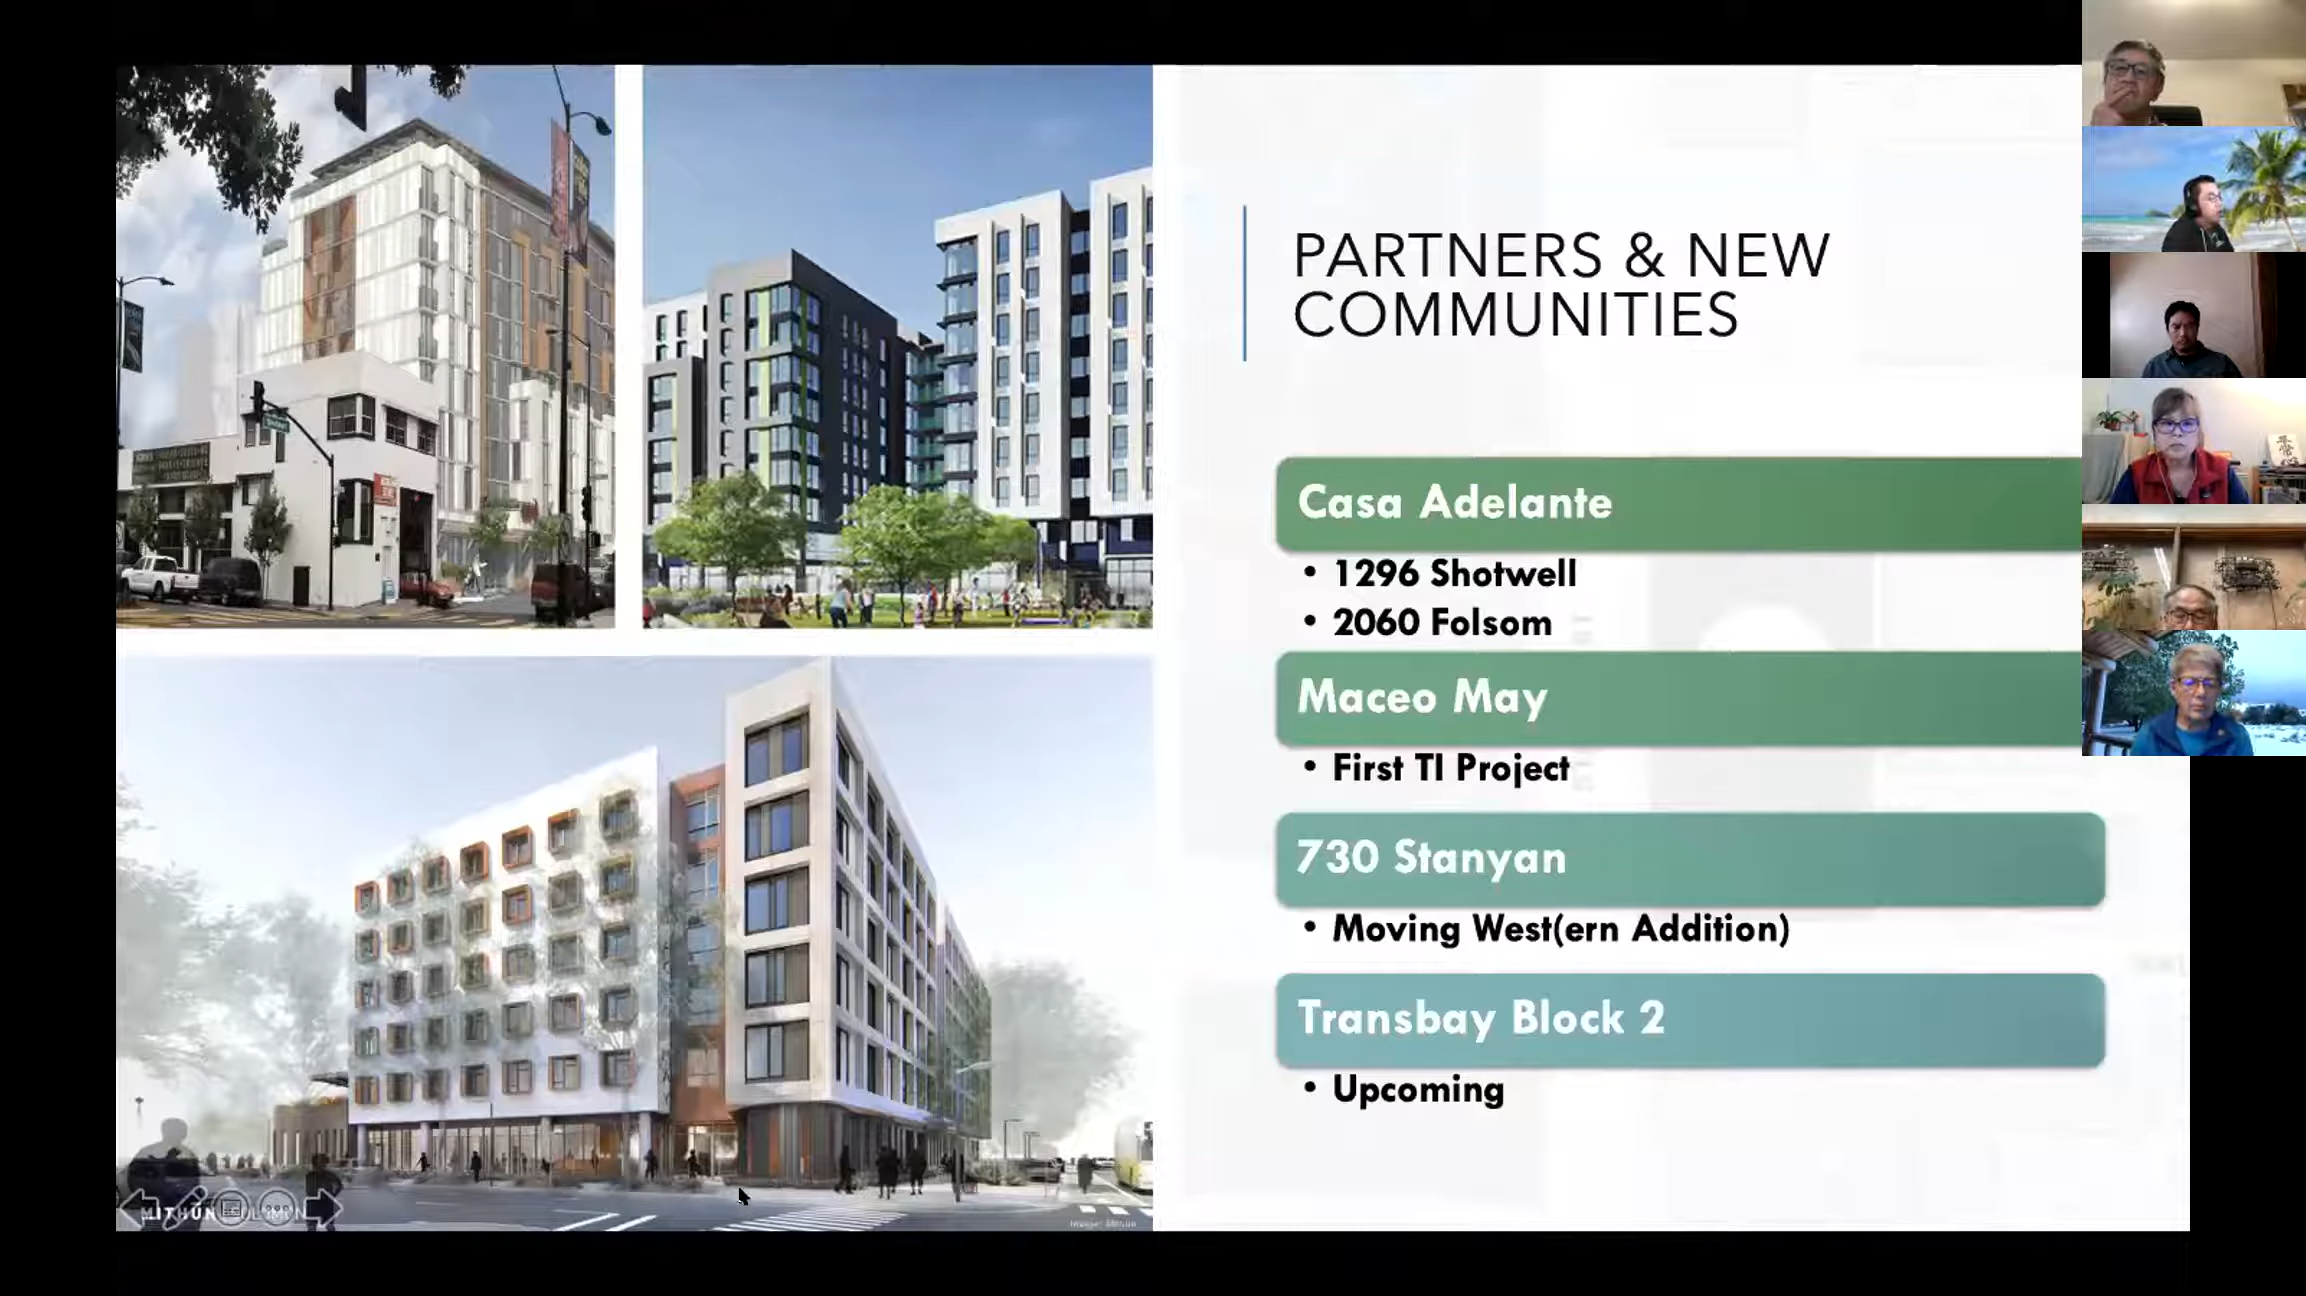 PARTNERS & NEW
COMMUNITIES
Casa Adelante
• 1296 Shotwell
• 2060 Folsom
Maceo May
• First TI Project
730 Stanyan
• Moving West(ern Addition)
Transbay Block 2
• Upcoming
MITHUN